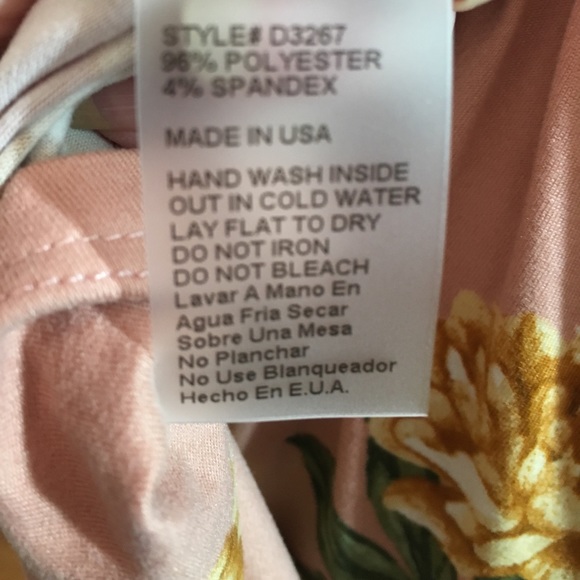 STYLE# D3267
96% POLYESTER
4% SPANDEX
MADE IN USA
HAND WASH INSIDE
OUT IN COLD WATER
LAY FLAT TO DRY
DO NOT IRON
DO NOT BLEACH
Lavar A Mano En
Agua Fria Secar
Sobre Una Mesa
No Planchar
No Use Blanqueador
Hecho En E.U.A.